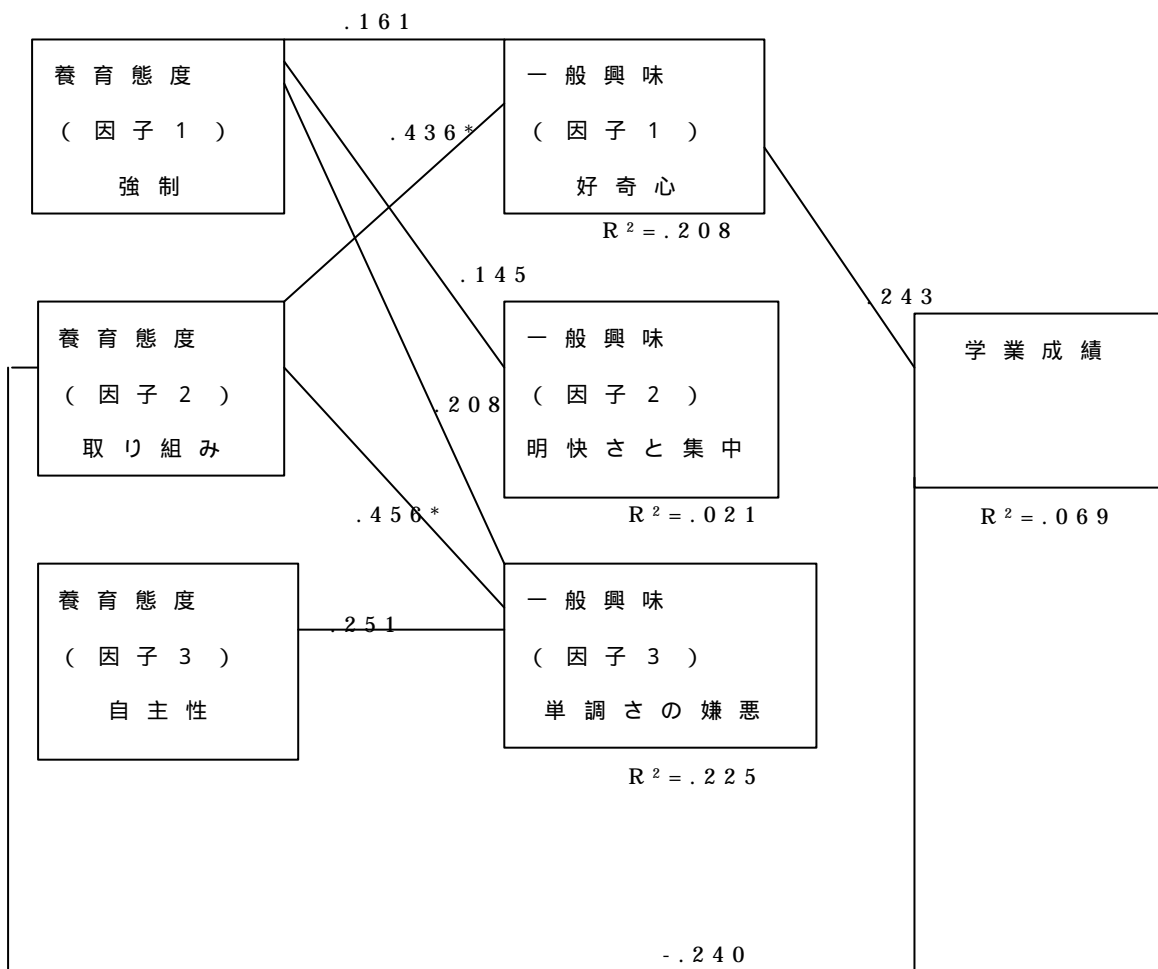 .161
養育態度
(因子1)
強制
一般興味
(因子1)
好奇心
.436*
R²=.208
.145
.243
養育態度
(因子2)
取り組み
一般興味
(因子2)
明快さと集中
学業成績
.208
.456*
R²=.021
R²=.069
養育態度
(因子3)
自主性
.251
一般興味
(因子3)
単調さの嫌悪
R²=.225
-.240